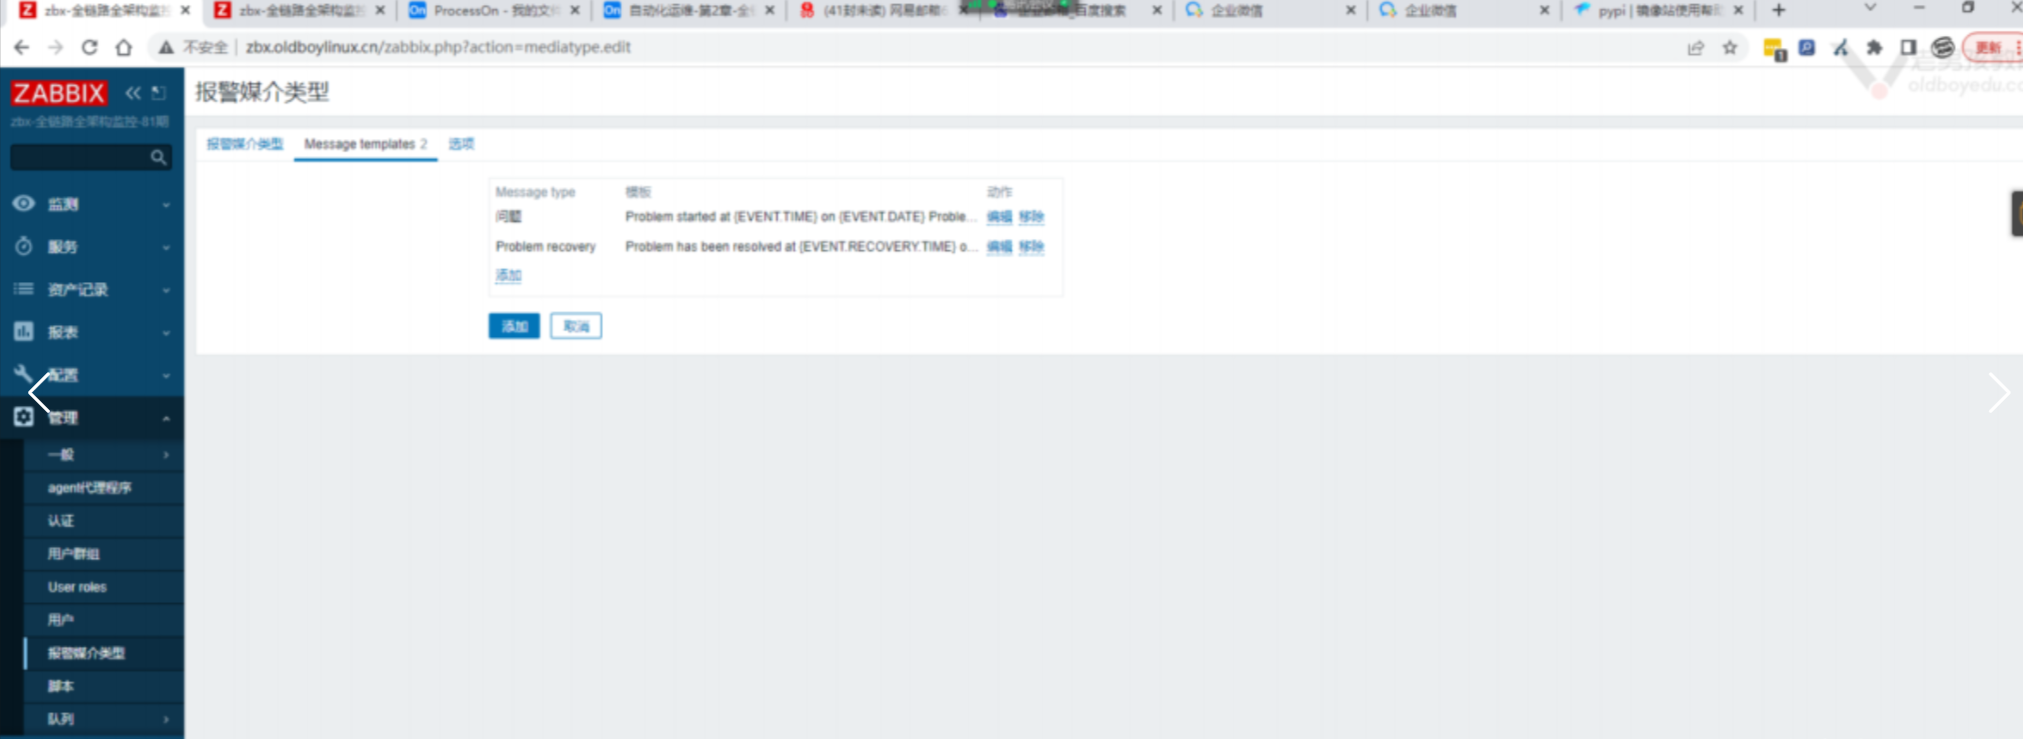 zbx-全链路全架构监控
zbx-全链路全架构监控
ProcessOn - 我的文件
自动化运维-第2章-全
(41封未读) 网易邮箱6
百度搜索
企业微信
企业微信
pypi | 镜像站使用帮助
不安全 | zbx.oldboylinux.cn/zabbix.php?action=mediatype.edit
1
更新
oldboyedu.co
ZABBIX
zbx-全链路全架构监控-81期
监测
服务
资产记录
报表
配置
管理
一般
agent代理程序
认证
用户群组
User roles
用户
报警媒介类型
脚本
队列
报警媒介类型
报警媒介类型 Message templates 2 选项
Message type 模板 动作
问题 Problem started at {EVENT.TIME} on {EVENT.DATE} Proble... 编辑 移除
Problem recovery Problem has been resolved at {EVENT.RECOVERY.TIME} o... 编辑 移除
添加
添加 取消